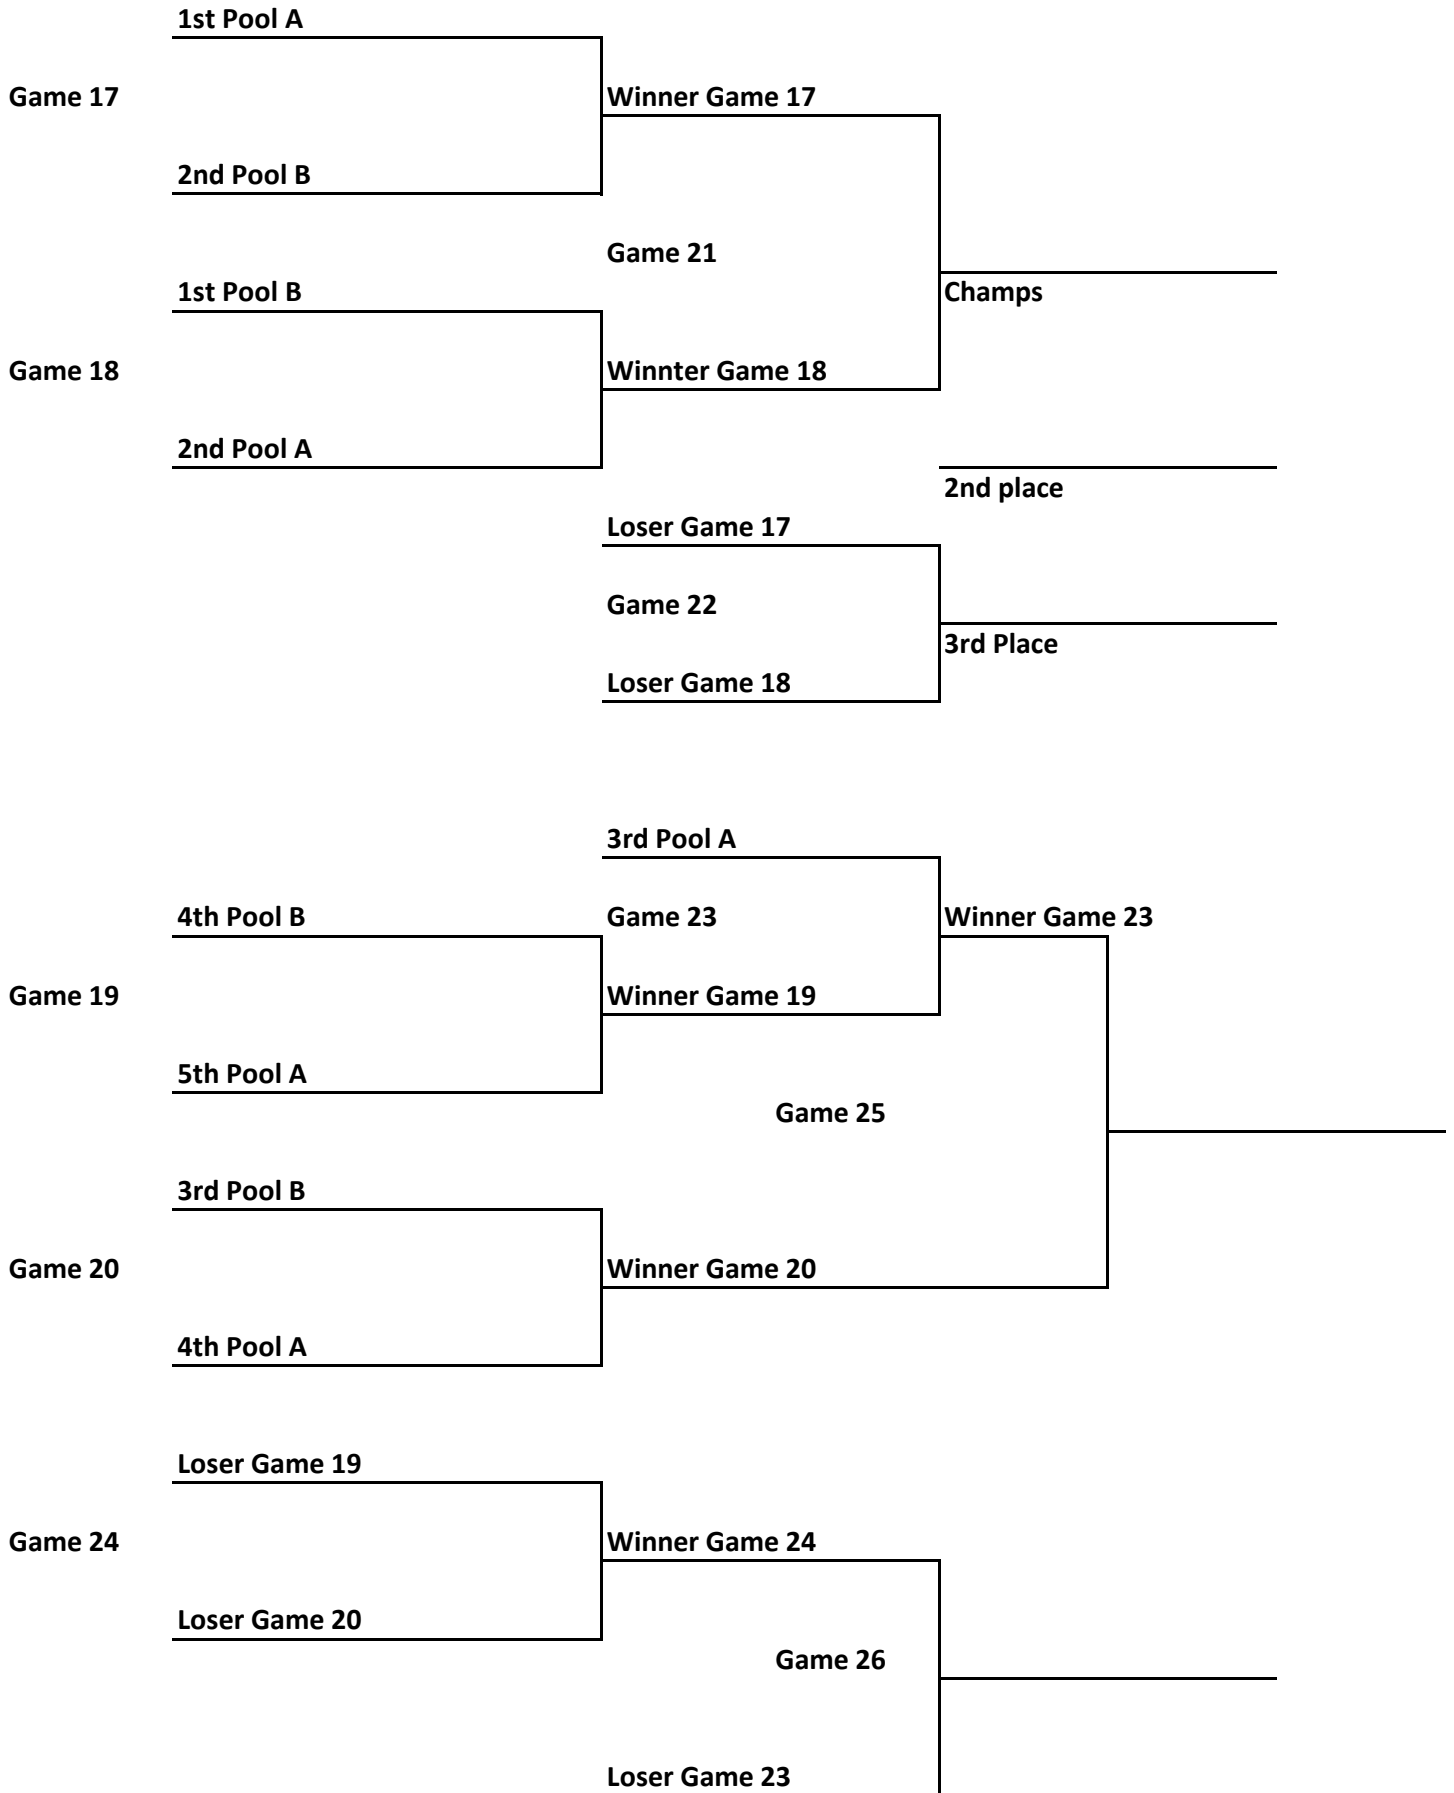 1st Pool A
Game 17
Winner Game 17
2nd Pool B
Game 21
1st Pool B
Champs
Game 18
Winnter Game 18
2nd Pool A
2nd place
Loser Game 17
Game 22
3rd Place
Loser Game 18
3rd Pool A
4th Pool B
Game 23
Winner Game 23
Game 19
Winner Game 19
5th Pool A
Game 25
3rd Pool B
Game 20
Winner Game 20
4th Pool A
Loser Game 19
Game 24
Winner Game 24
Loser Game 20
Game 26
Loser Game 23